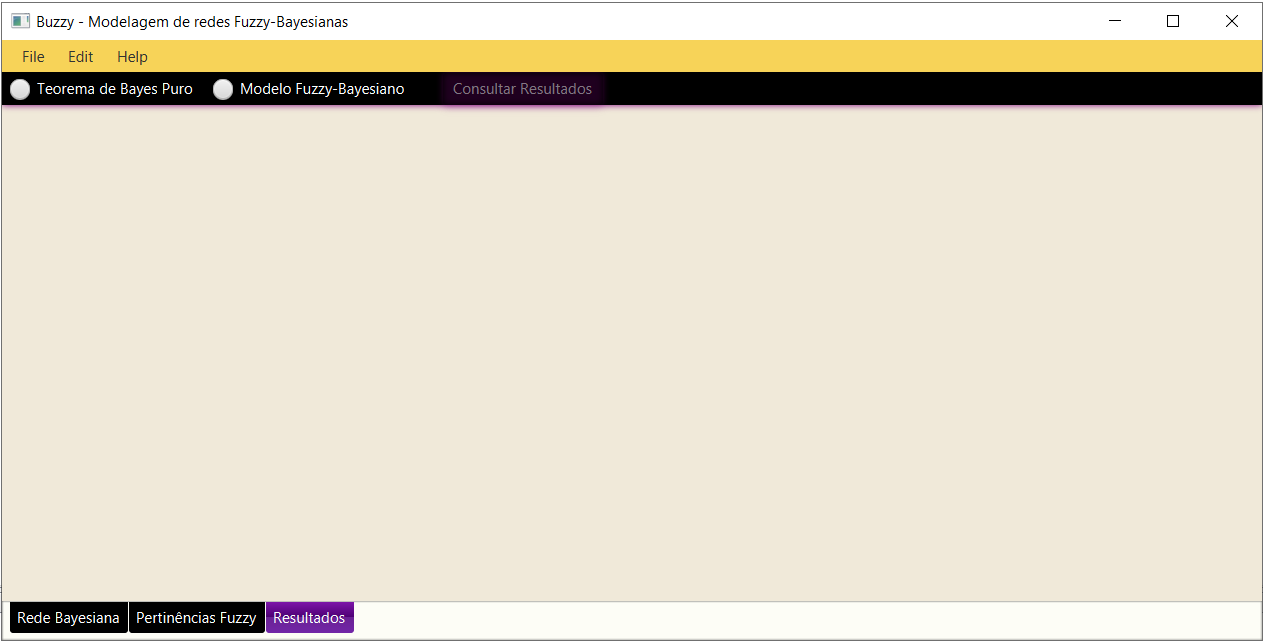 Buzzy - Modelagem de redes Fuzzy-Bayesianas
File Edit Help
Teorema de Bayes Puro Modelo Fuzzy-Bayesiano Consultar Resultados
Rede Bayesiana Pertinências Fuzzy Resultados